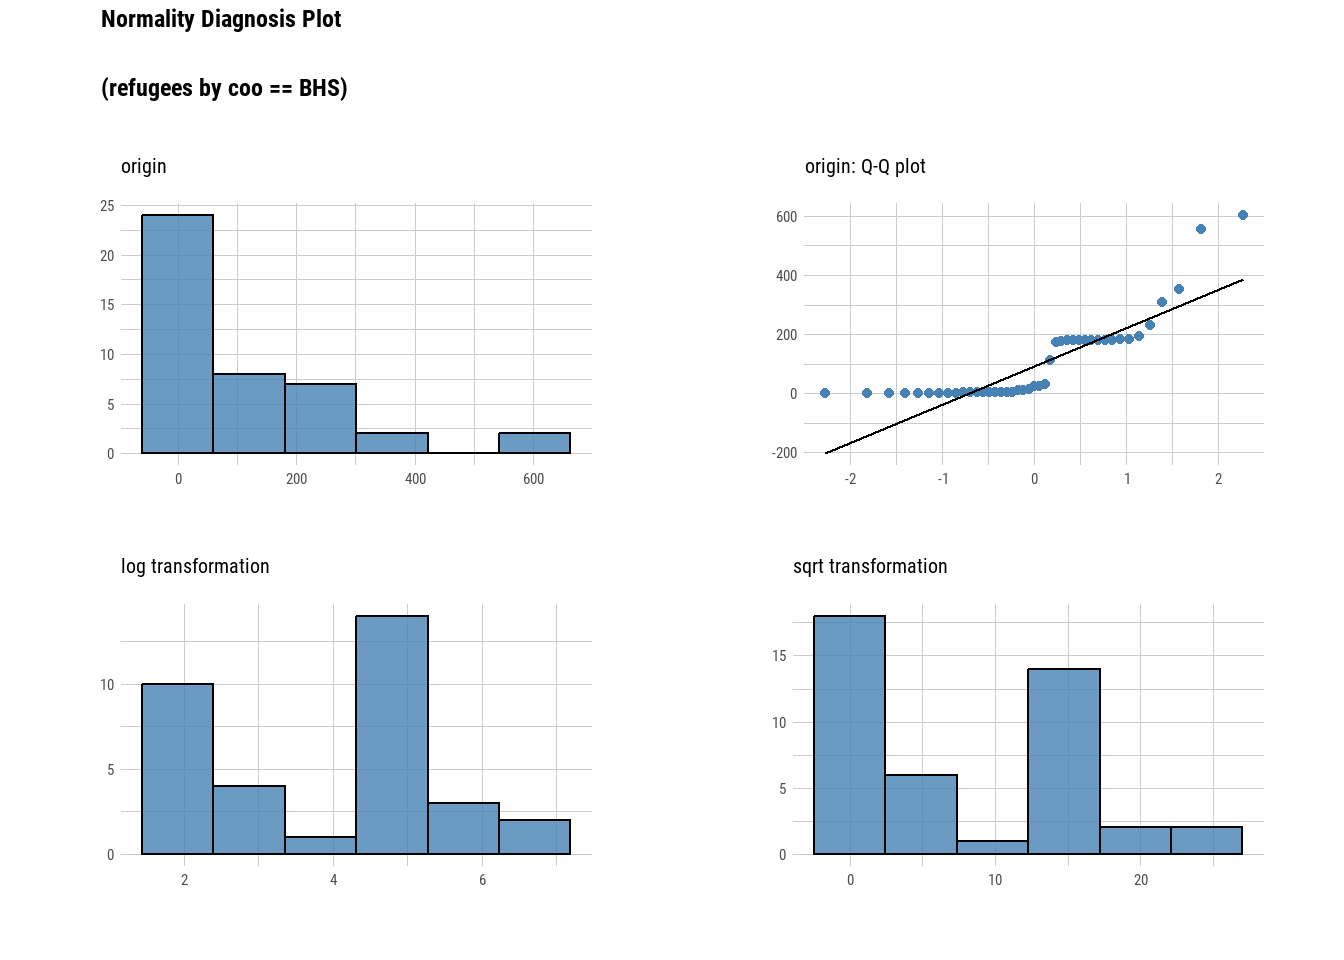 Normality Diagnosis Plot
(refugees by coo == BHS)
origin
25
20
15
10
5
0
0 200 400 600
origin: Q-Q plot
600
400
200
0
-200
-2 -1 0 1 2
log transformation
10
5
0
2 4 6
sqrt transformation
15
10
5
0
0 10 20